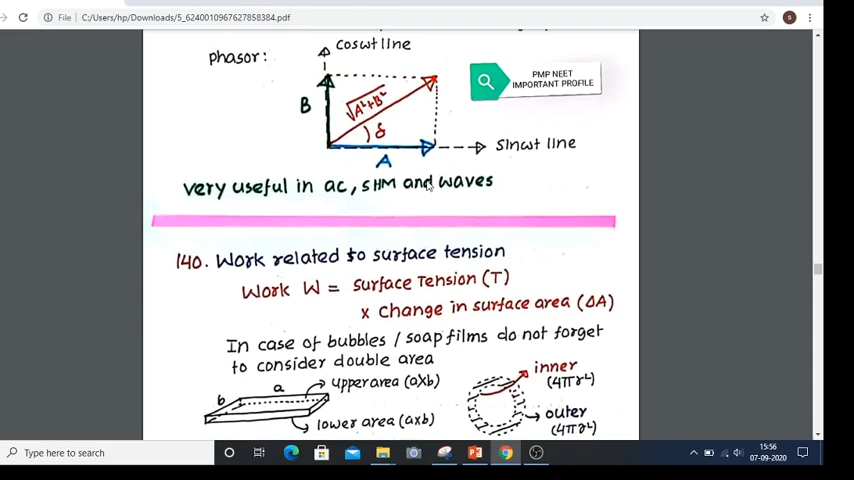 File | C:/Users/hp/Downloads/5_6240010967627858384.pdf
phasor:
coswt line
B
√A²+B²
δ
A
sinwt line
PMP NEET
IMPORTANT PROFILE
very useful in ac, SHM and waves
140. Work related to surface tension
Work W = surface Tension (T)
x change in surface area (ΔA)
In case of bubbles / soap films do not forget
to consider double area
b
a
upper area (axb)
lower area (axb)
inner
(4πr²)
outer
(4πr²)
Type here to search
15:56
07-09-2020